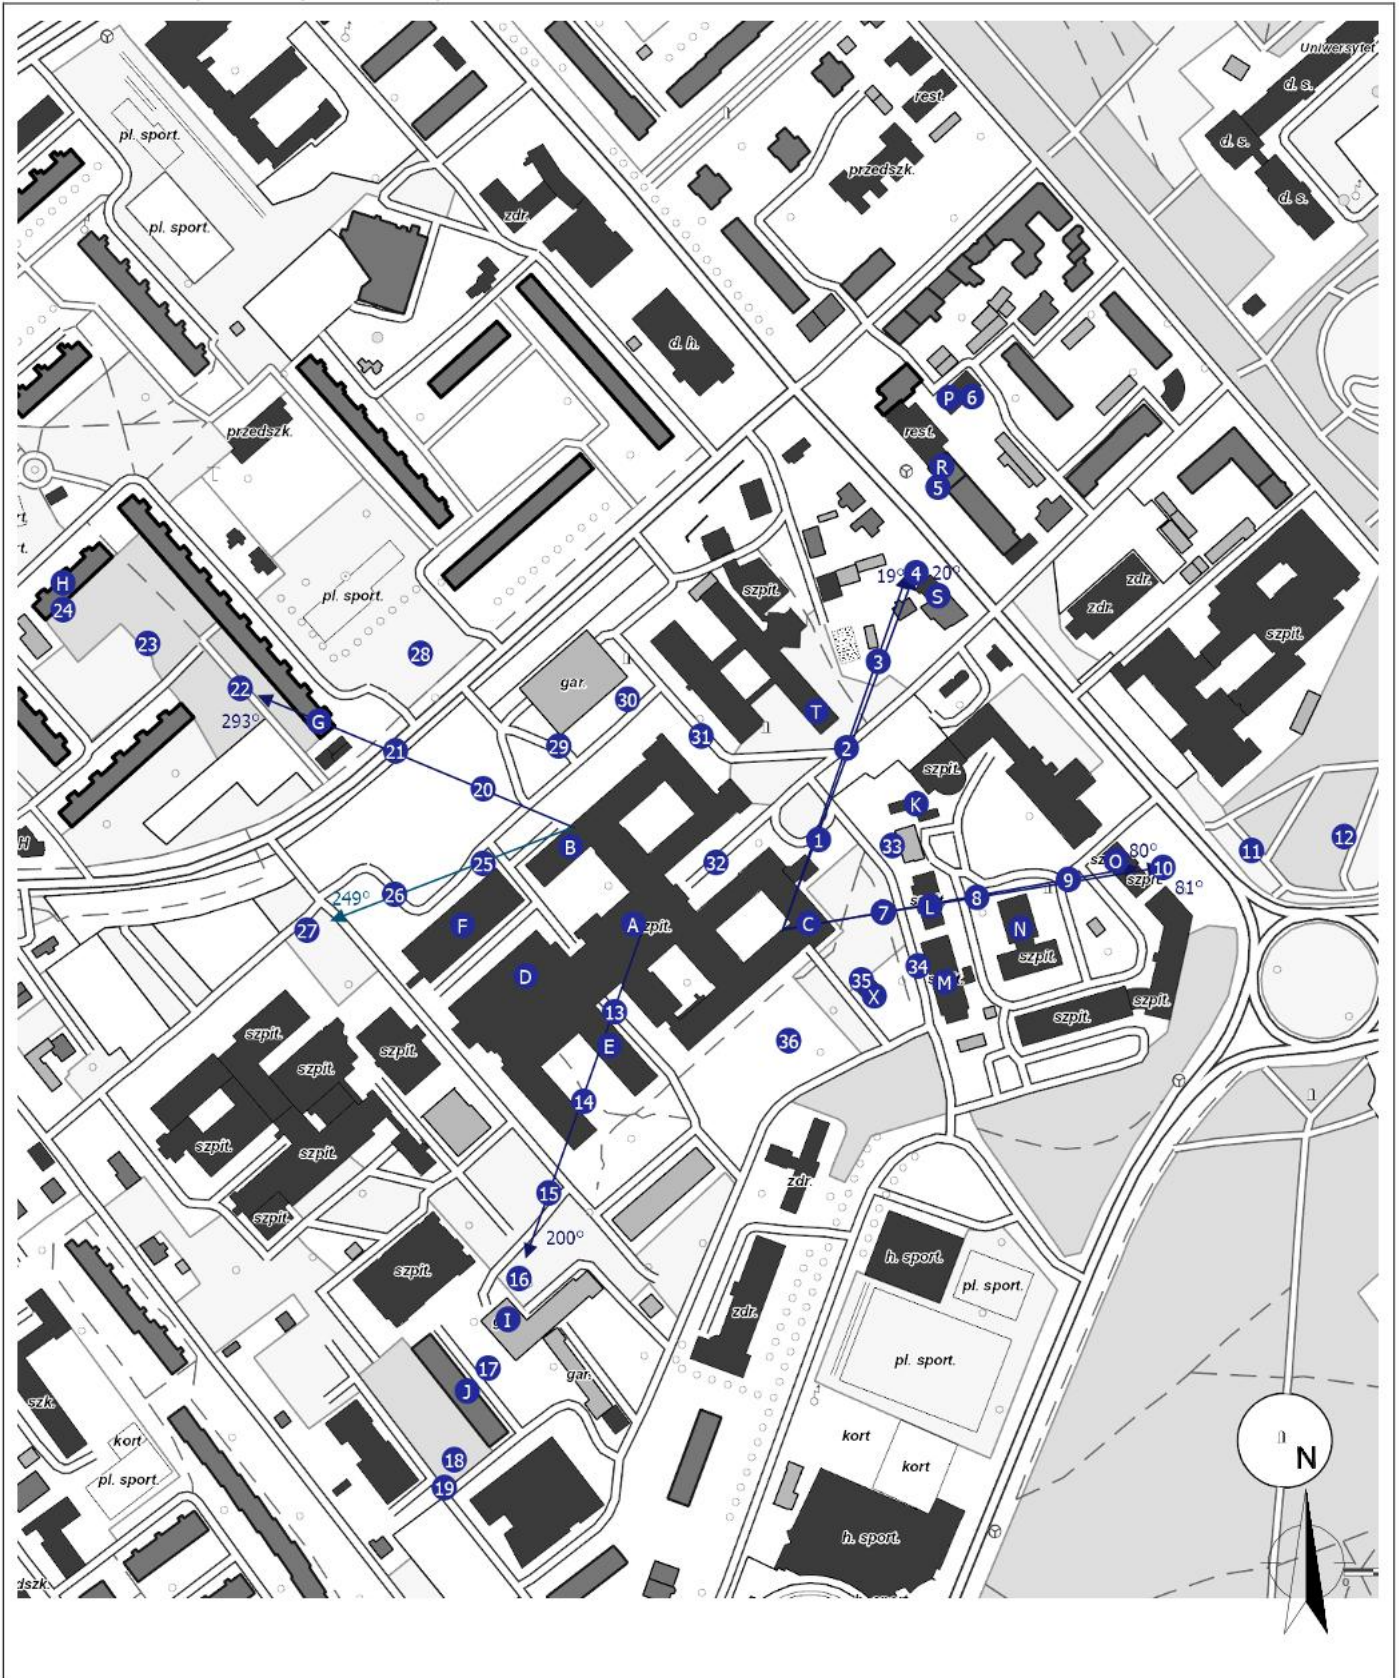 Uniwersytet
d. s.
rest.
pl. sport.
d. s.
przedszk.
d. s.
zdr.
pl. sport.
d. h.
P 6
przedszk.
rest.
R
5
4
19° 20°
zdr.
H
szpit.
S
pl. sport.
24
zdr.
23
szpit.
28
3
22
gar.
30
T
293° G
31
29
2
21
szpit.
20
K
1
12
H
B
33
11
25
32
O 80°
10
9
szpit.
81°
249° 26
8
L
7
C
27
F
A szpit.
N
szpit.
34
D
35
M
X
szpit.
13
szpit.
szpit.
36
szpit.
E
szpit.
14
szpit.
szpit.
zdr.
15
szpit.
200°
h. sport.
szpit.
16
pl. sport.
zdr.
I
pl. sport.
17
gar.
J
szk.
kort
kort
N
18
kort
pl. sport.
19
h. sport.
dszk.
0